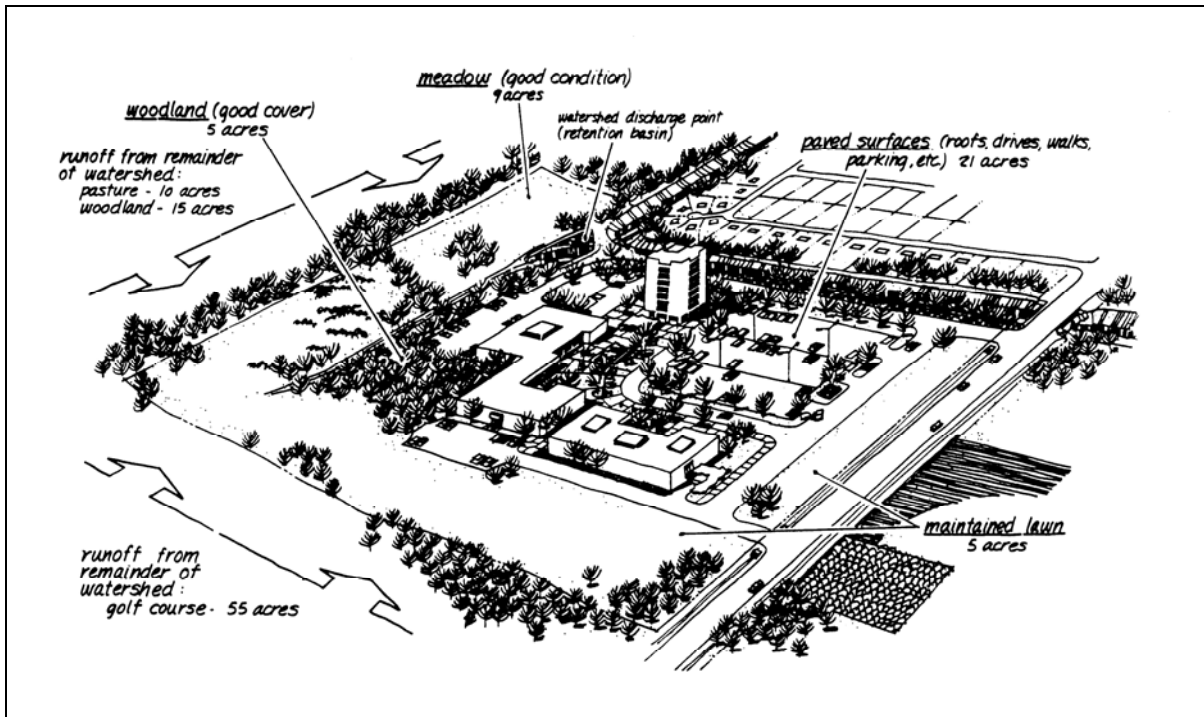 meadow (good condition)
9 acres
woodland (good cover)
5 acres
watershed discharge point
(retention basin)
paved surfaces (roofs, drives, walks,
parking, etc) 21 acres
runoff from remainder
of watershed:
pasture - 10 acres
woodland - 15 acres
maintained lawn
5 acres
runoff from
remainder of
watershed:
golf course - 55 acres